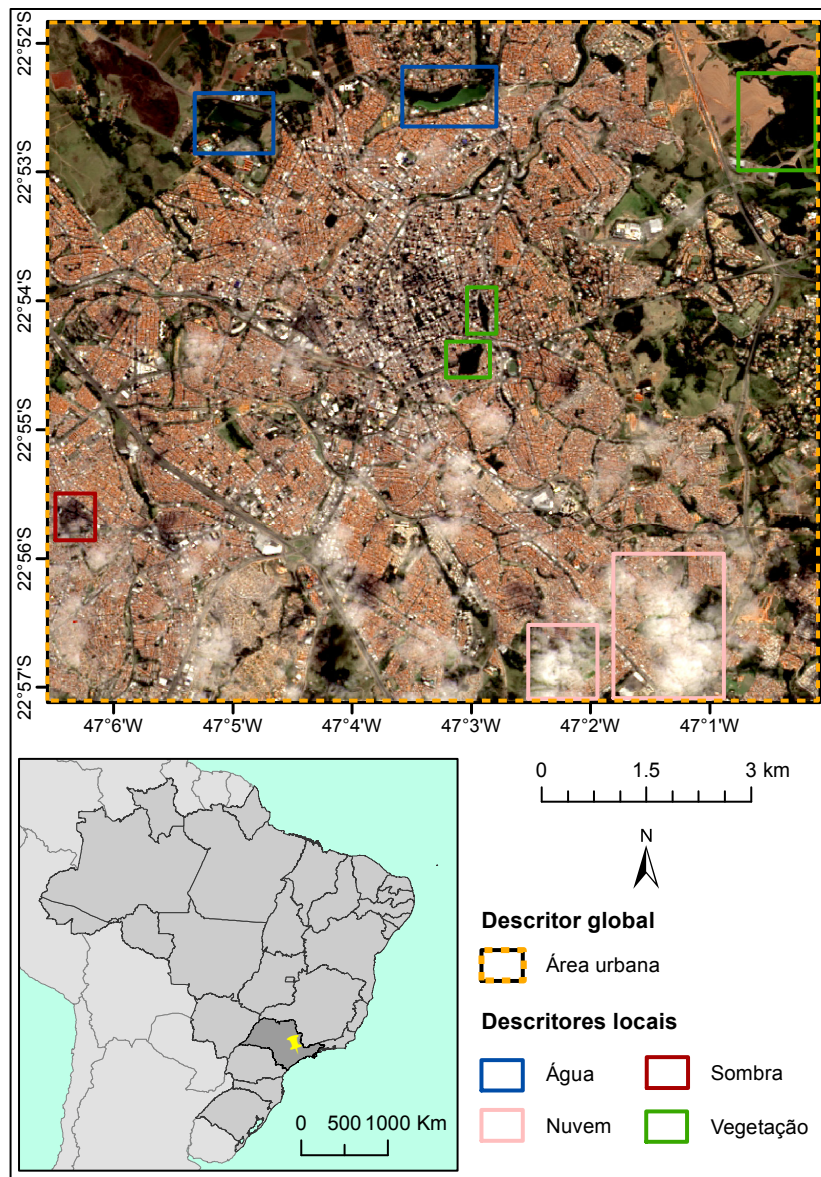 22°52'S
22°53'S
22°54'S
22°55'S
22°56'S
22°57'S
47°6'W
47°5'W
47°4'W
47°3'W
47°2'W
47°1'W
0 1.5 3 km
N
0 500 1000 Km
Descritor global
Área urbana
Descritores locais
Água
Sombra
Nuvem
Vegetação